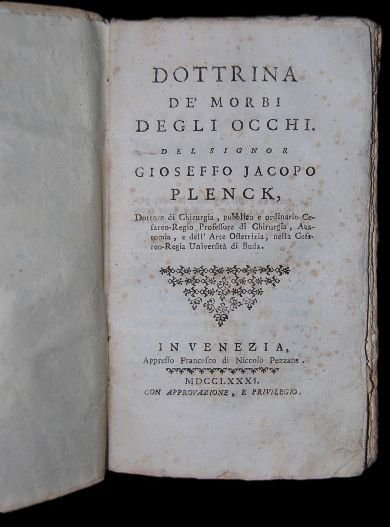 DOTTRINA
DE' MORBI
DEGLI OCCHI.
DEL SIGNOR
GIOSEFFO JACOPO
PLENCK,
Dottore di Chirurgia, pubblico e ordinario Ce-
sareo-Regio Professore di Chirurgia, Ana-
tomia, e dell' Arte Ostetrizia, nella Cesa-
reo-Regia Università di Buda.
IN VENEZIA,
Appresso Francesco di Niccolò Pezzana.
MDCCLXXXI.
CON APPROVAZIONE, E PRIVILEGIO.